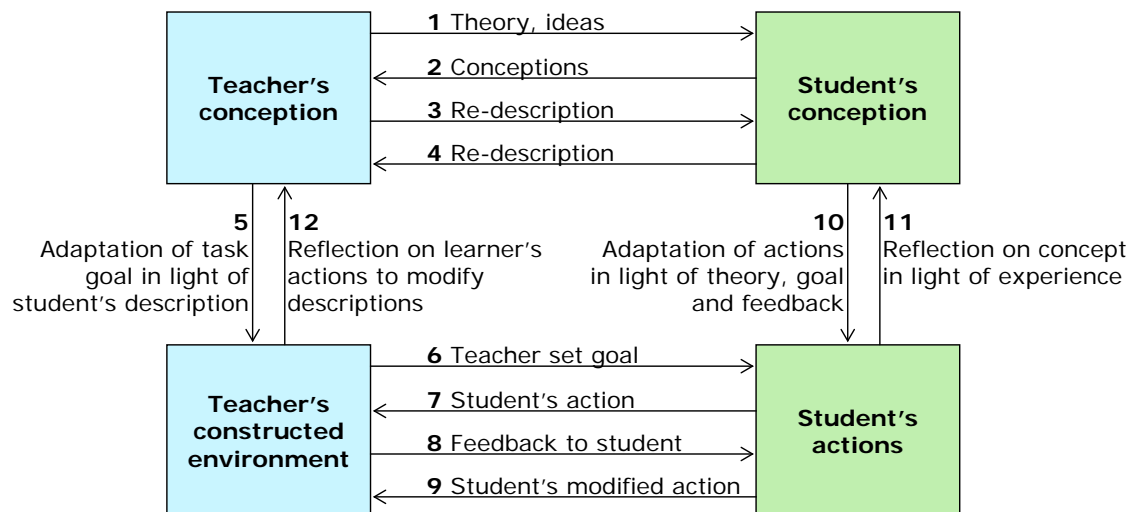 1 Theory, ideas
2 Conceptions
3 Re-description
4 Re-description
Teacher's
conception
Student's
conception
5
Adaptation of task
goal in light of
student's description
12
Reflection on learner's
actions to modify
descriptions
10
Adaptation of actions
in light of theory, goal
and feedback
11
Reflection on concept
in light of experience
6 Teacher set goal
7 Student's action
8 Feedback to student
9 Student's modified action
Teacher's
constructed
environment
Student's
actions